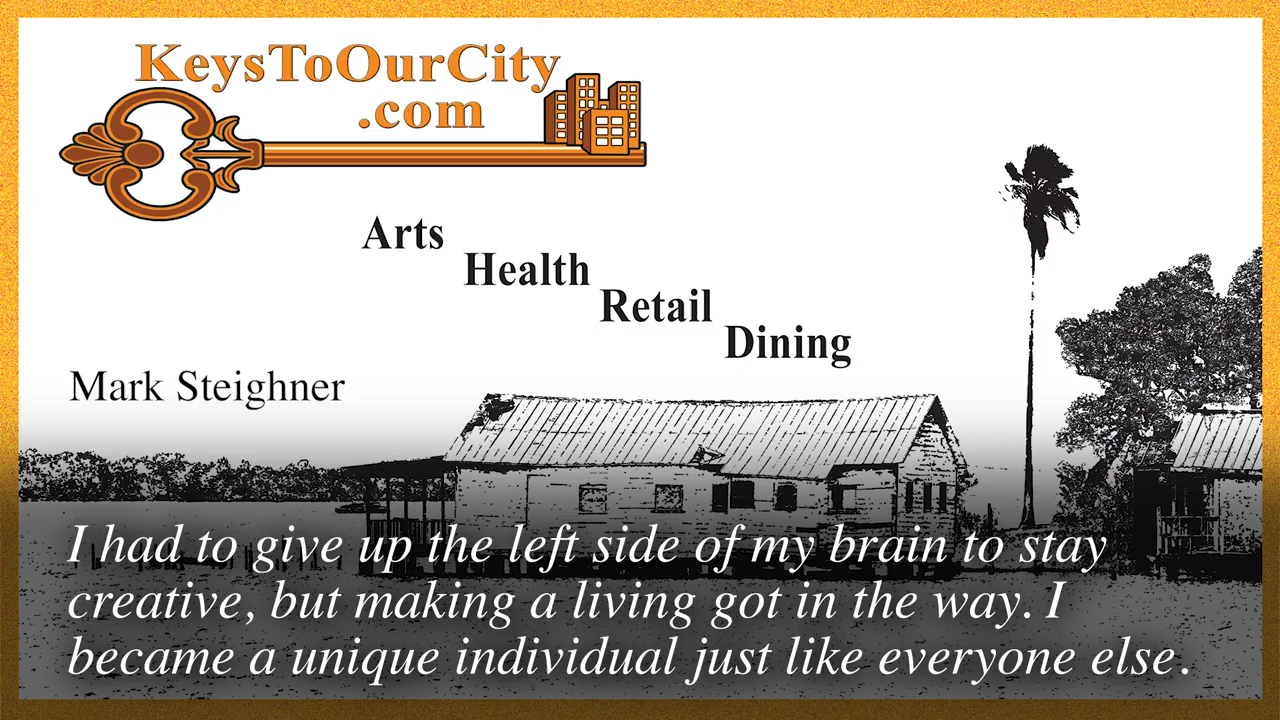 KeysToOurCity
.com
Arts
Health
Retail
Dining
Mark Steighner
I had to give up the left side of my brain to stay
creative, but making a living got in the way. I
became a unique individual just like everyone else.